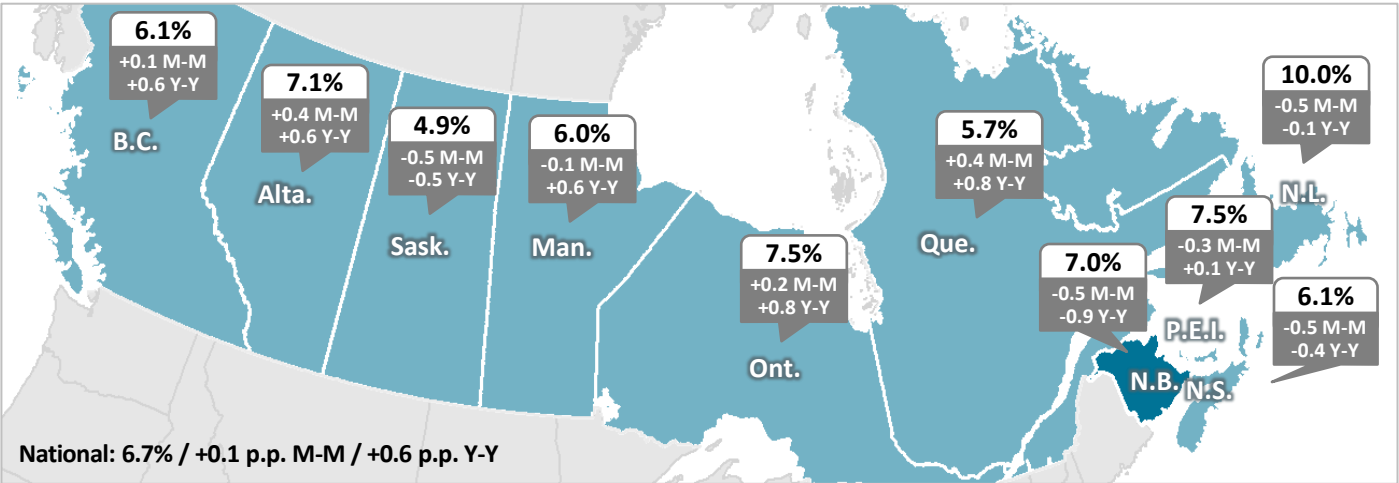 6.1%
+0.1 M-M
+0.6 Y-Y
B.C.
7.1%
+0.4 M-M
+0.6 Y-Y
Alta.
4.9%
-0.5 M-M
-0.5 Y-Y
Sask.
6.0%
-0.1 M-M
+0.6 Y-Y
Man.
7.5%
+0.2 M-M
+0.8 Y-Y
Ont.
5.7%
+0.4 M-M
+0.8 Y-Y
Que.
7.0%
-0.5 M-M
-0.9 Y-Y
N.B.
10.0%
-0.5 M-M
-0.1 Y-Y
N.L.
7.5%
-0.3 M-M
+0.1 Y-Y
P.E.I.
6.1%
-0.5 M-M
-0.4 Y-Y
N.S.
National: 6.7% / +0.1 p.p. M-M / +0.6 p.p. Y-Y